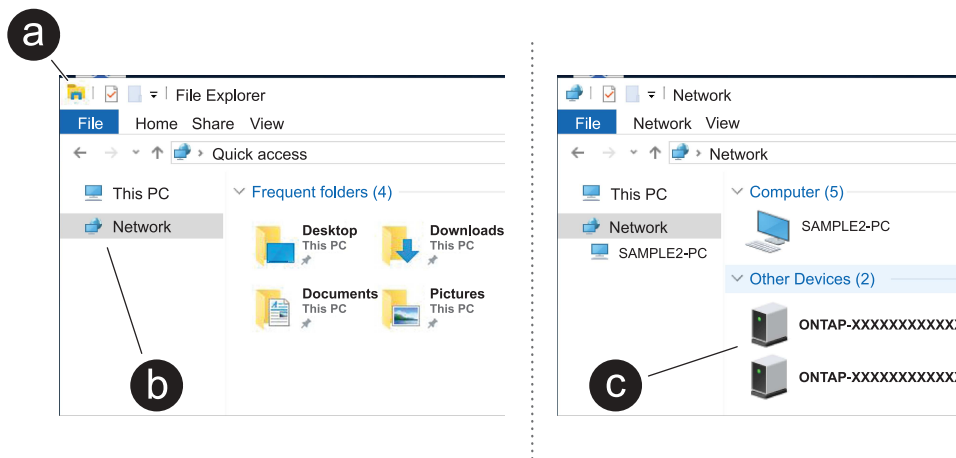 a
File Explorer
File Home Share View
Quick access
This PC
Network
Frequent folders (4)
Desktop
This PC
Downloads
This PC
Documents
This PC
Pictures
This PC
b
Network
File Network View
Network
This PC
Network
SAMPLE2-PC
Computer (5)
SAMPLE2-PC
Other Devices (2)
ONTAP-XXXXXXXXXXXX
ONTAP-XXXXXXXXXXXX
c